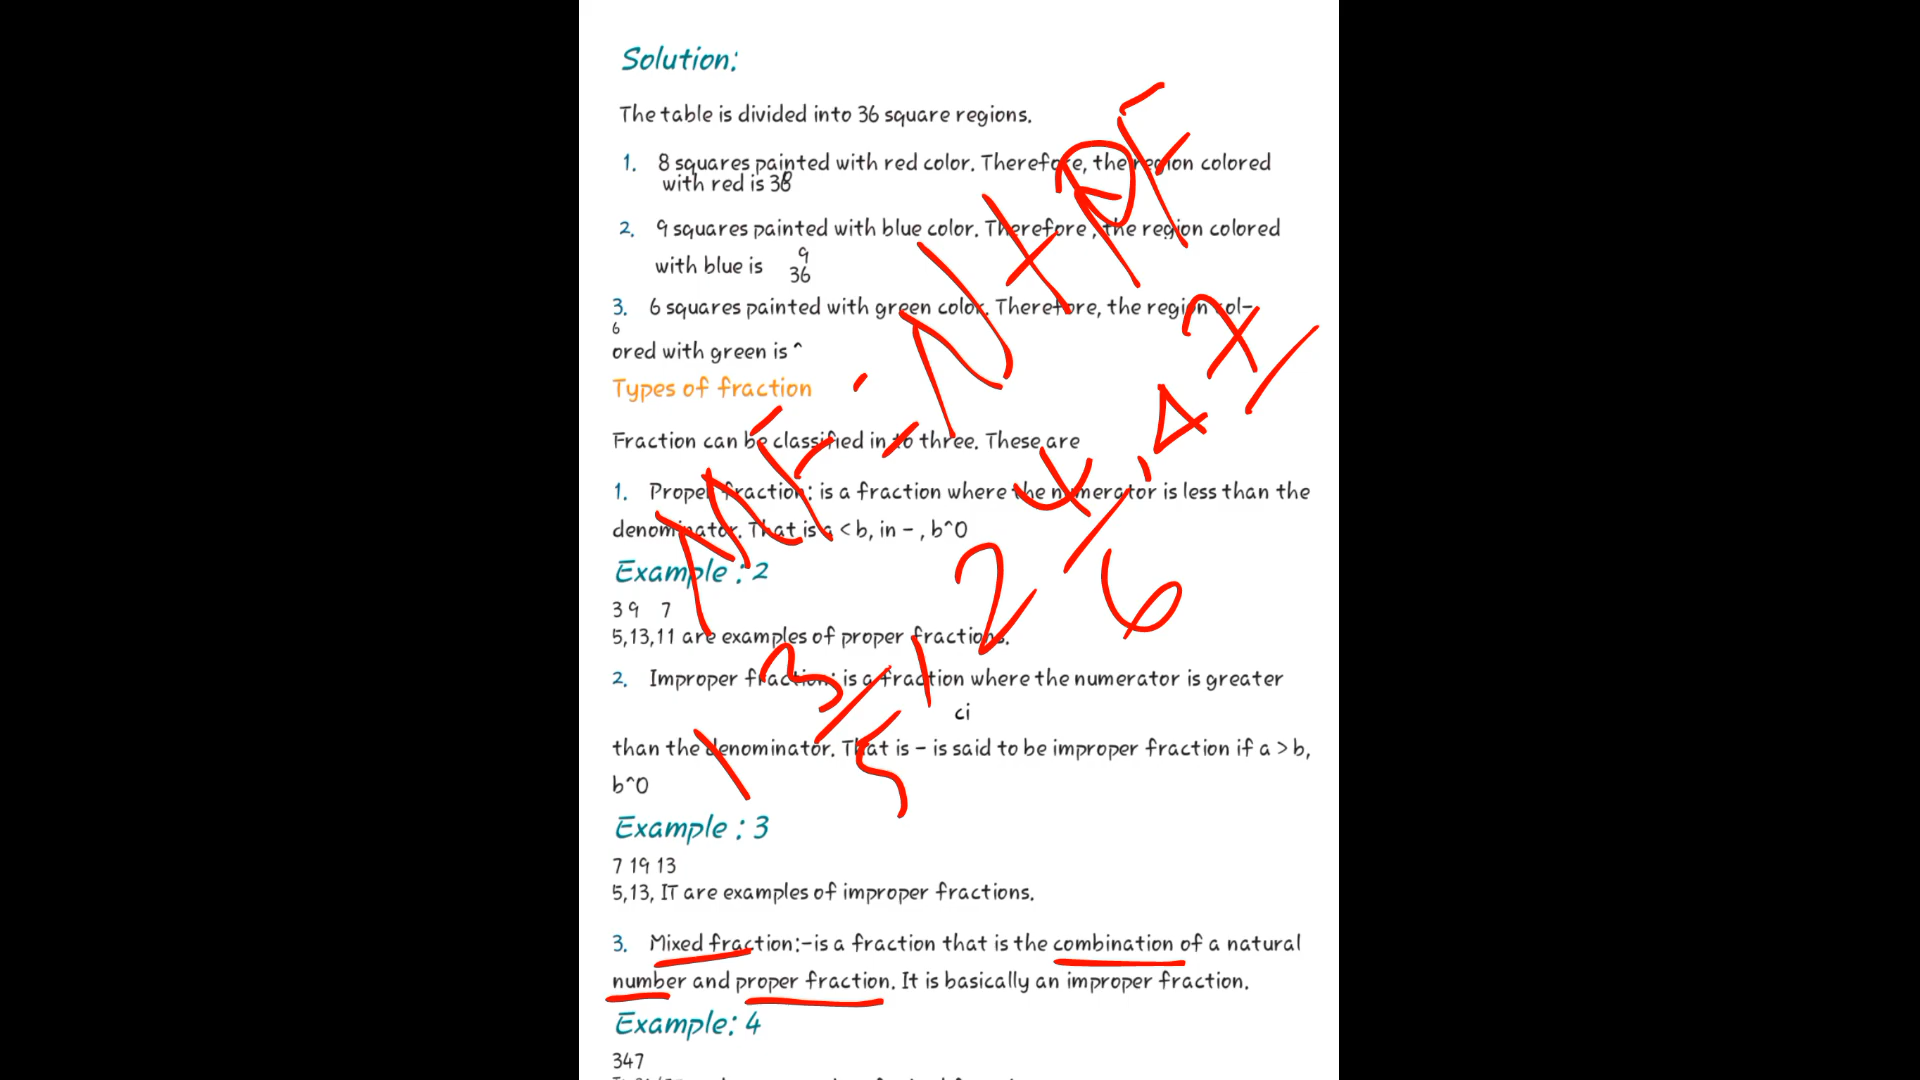 Solution:
The table is divided into 36 square regions.
1. 8 squares painted with red color. Therefore, the region colored
with red is 36
2. 9 squares painted with blue color. Therefore, the region colored
9
with blue is
36
3. 6 squares painted with green color. Therefore, the region col-
6
ored with green is ^
Types of fraction
Fraction can be classified in to three. These are
1. Proper fraction: is a fraction where the numerator is less than the
denominator. That is a < b, in - , b^0
Example : 2
3 9 7
5,13,11 are examples of proper fractions.
2. Improper fraction: is a fraction where the numerator is greater
ci
than the denominator. That is - is said to be improper fraction if a > b,
b^0
Example : 3
7 19 13
5,13, IT are examples of improper fractions.
3. Mixed fraction:-is a fraction that is the combination of a natural
number and proper fraction. It is basically an improper fraction.
Example: 4
347
MF:-N+PF
1 3/5, 2 4/6, 4 7/